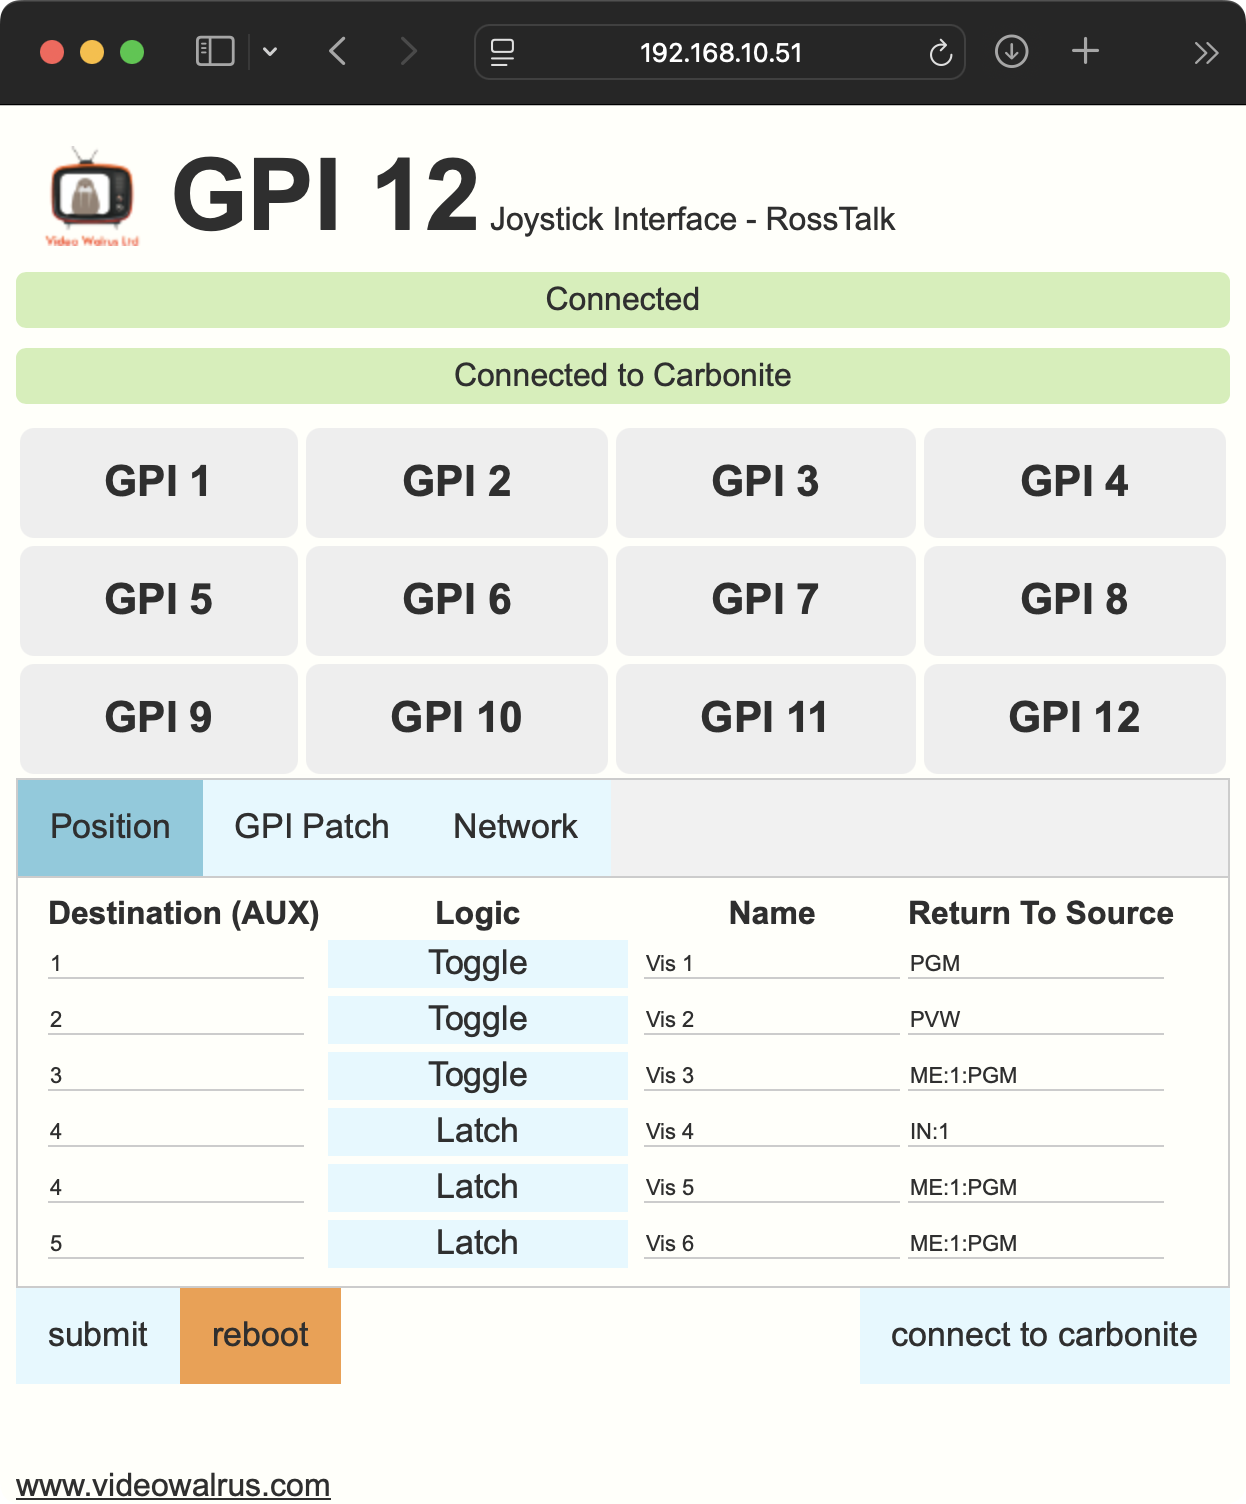 192.168.10.51
Video Walrus Ltd
GPI 12 Joystick Interface - RossTalk
Connected
Connected to Carbonite
GPI 1 GPI 2 GPI 3 GPI 4
GPI 5 GPI 6 GPI 7 GPI 8
GPI 9 GPI 10 GPI 11 GPI 12
Position GPI Patch Network
Destination (AUX) Logic Name Return To Source
1 Toggle Vis 1 PGM
2 Toggle Vis 2 PVW
3 Toggle Vis 3 ME:1:PGM
4 Latch Vis 4 IN:1
4 Latch Vis 5 ME:1:PGM
5 Latch Vis 6 ME:1:PGM
submit reboot connect to carbonite
www.videowalrus.com